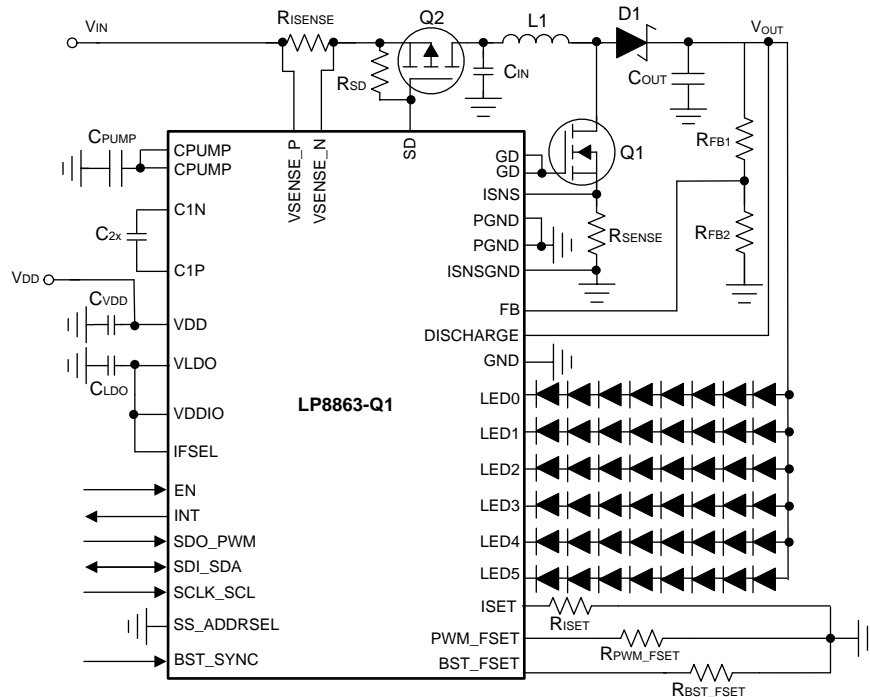 VIN
RISENSE
Q2
L1
D1
VOUT
RSD
CIN
COUT
CPUMP
CPUMP
CPUMP
VSENSE_P
VSENSE_N
SD
GD
GD
Q1
RFB1
ISNS
C1N
C2x
PGND
PGND
RSENSE
RFB2
C1P
ISNSGND
VDD
CVDD
VDD
FB
DISCHARGE
VLDO
CLDO
GND
LP8863-Q1
VDDIO
IFSEL
LED0
LED1
LED2
LED3
LED4
LED5
EN
INT
SDO_PWM
SDI_SDA
SCLK_SCL
SS_ADDRSEL
BST_SYNC
ISET
RISET
PWM_FSET
RPWM_FSET
BST_FSET
RBST_FSET